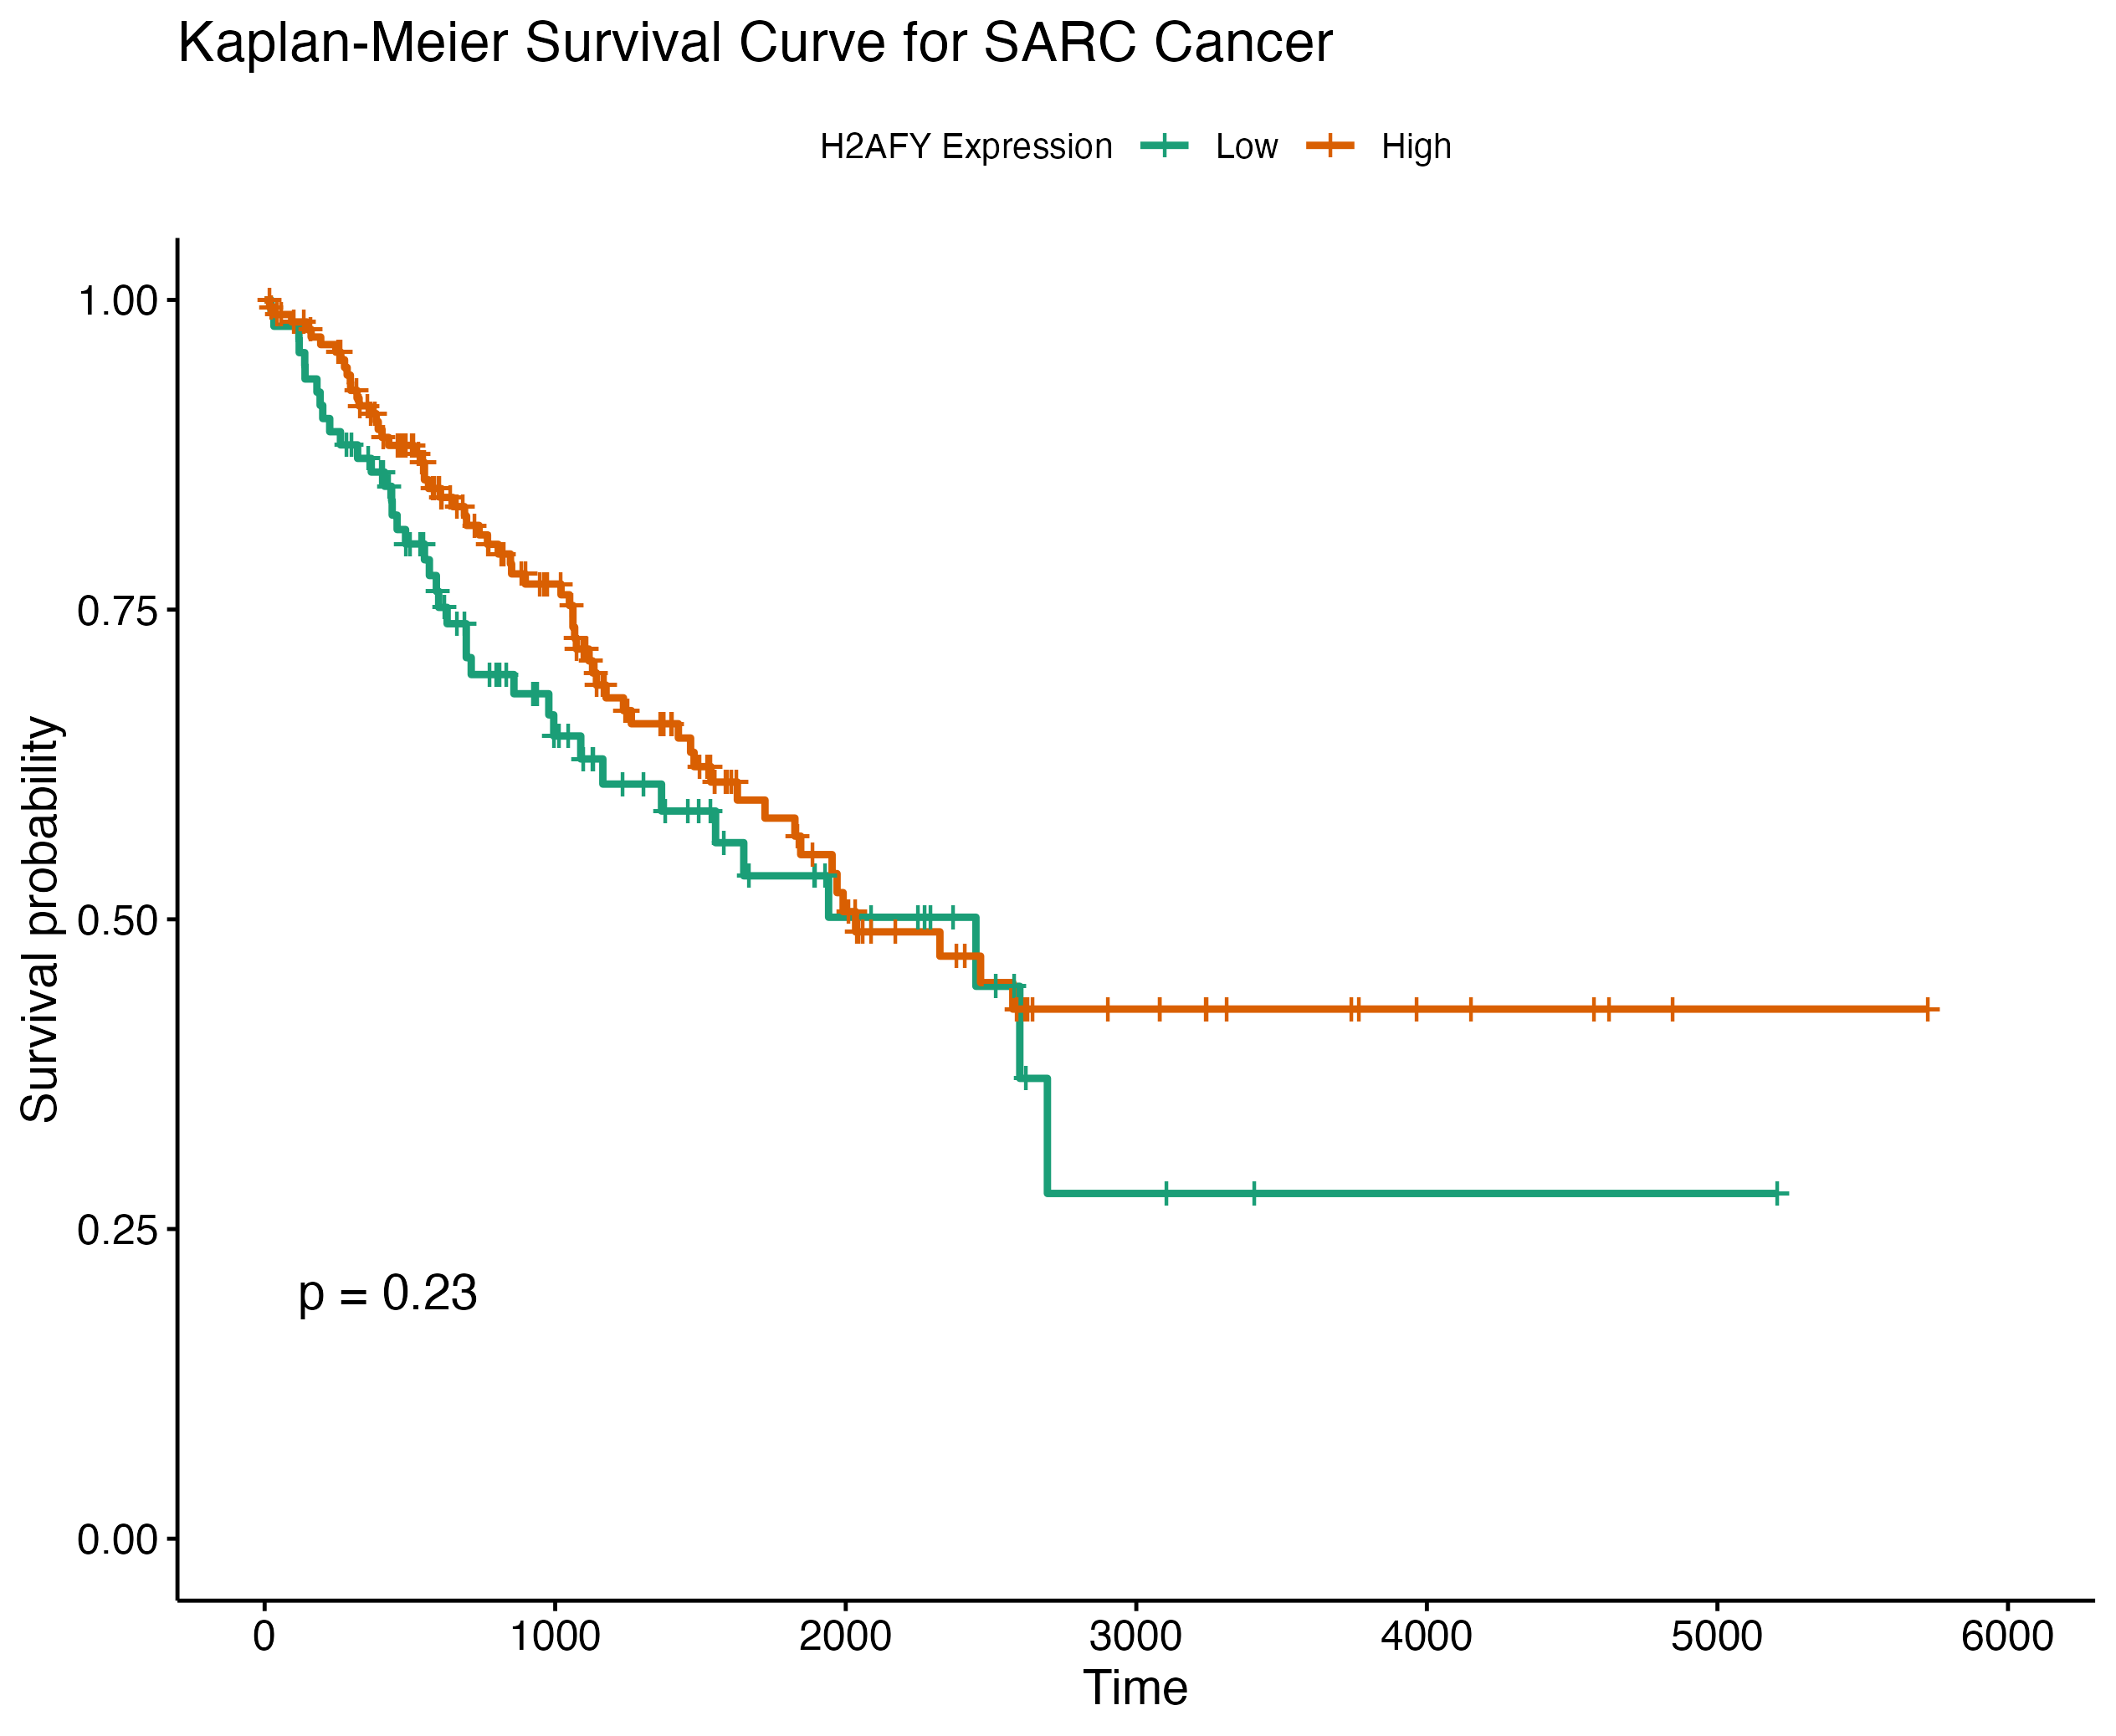 Kaplan-Meier Survival Curve for SARC Cancer
H2AFY Expression Low High
Survival probability
1.00
0.75
0.50
0.25
0.00
p = 0.23
0 1000 2000 3000 4000 5000 6000
Time